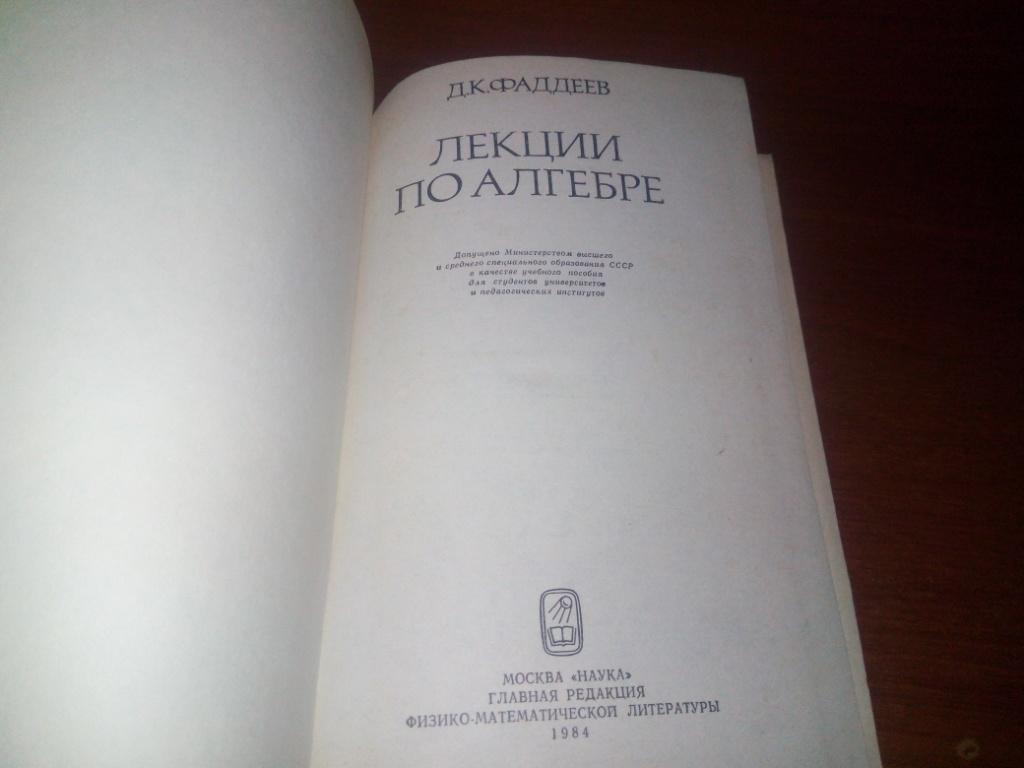 Д.К.ФАДДЕЕВ
ЛЕКЦИИ
ПО АЛГЕБРЕ
Допущено Министерством высшего
и среднего специального образования СССР
в качестве учебного пособия
для студентов университетов
и педагогических институтов
МОСКВА «НАУКА»
ГЛАВНАЯ РЕДАКЦИЯ
ФИЗИКО-МАТЕМАТИЧЕСКОЙ ЛИТЕРАТУРЫ
1984